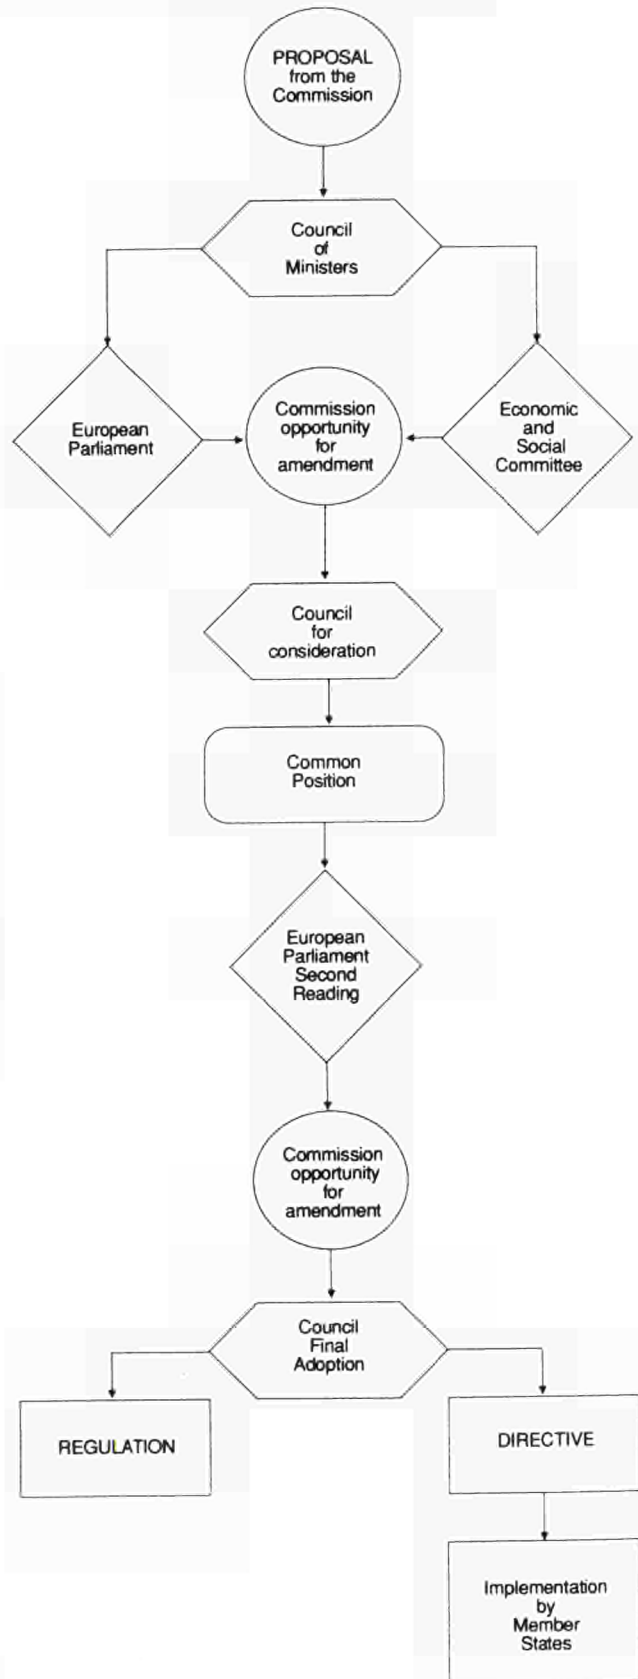 PROPOSAL
from the
Commission
Council
of
Ministers
European
Parliament
Commission
opportunity
for
amendment
Economic
and
Social
Committee
Council
for
consideration
Common
Position
European
Parliament
Second
Reading
Commission
opportunity
for
amendment
Council
Final
Adoption
REGULATION
DIRECTIVE
Implementation
by
Member
States